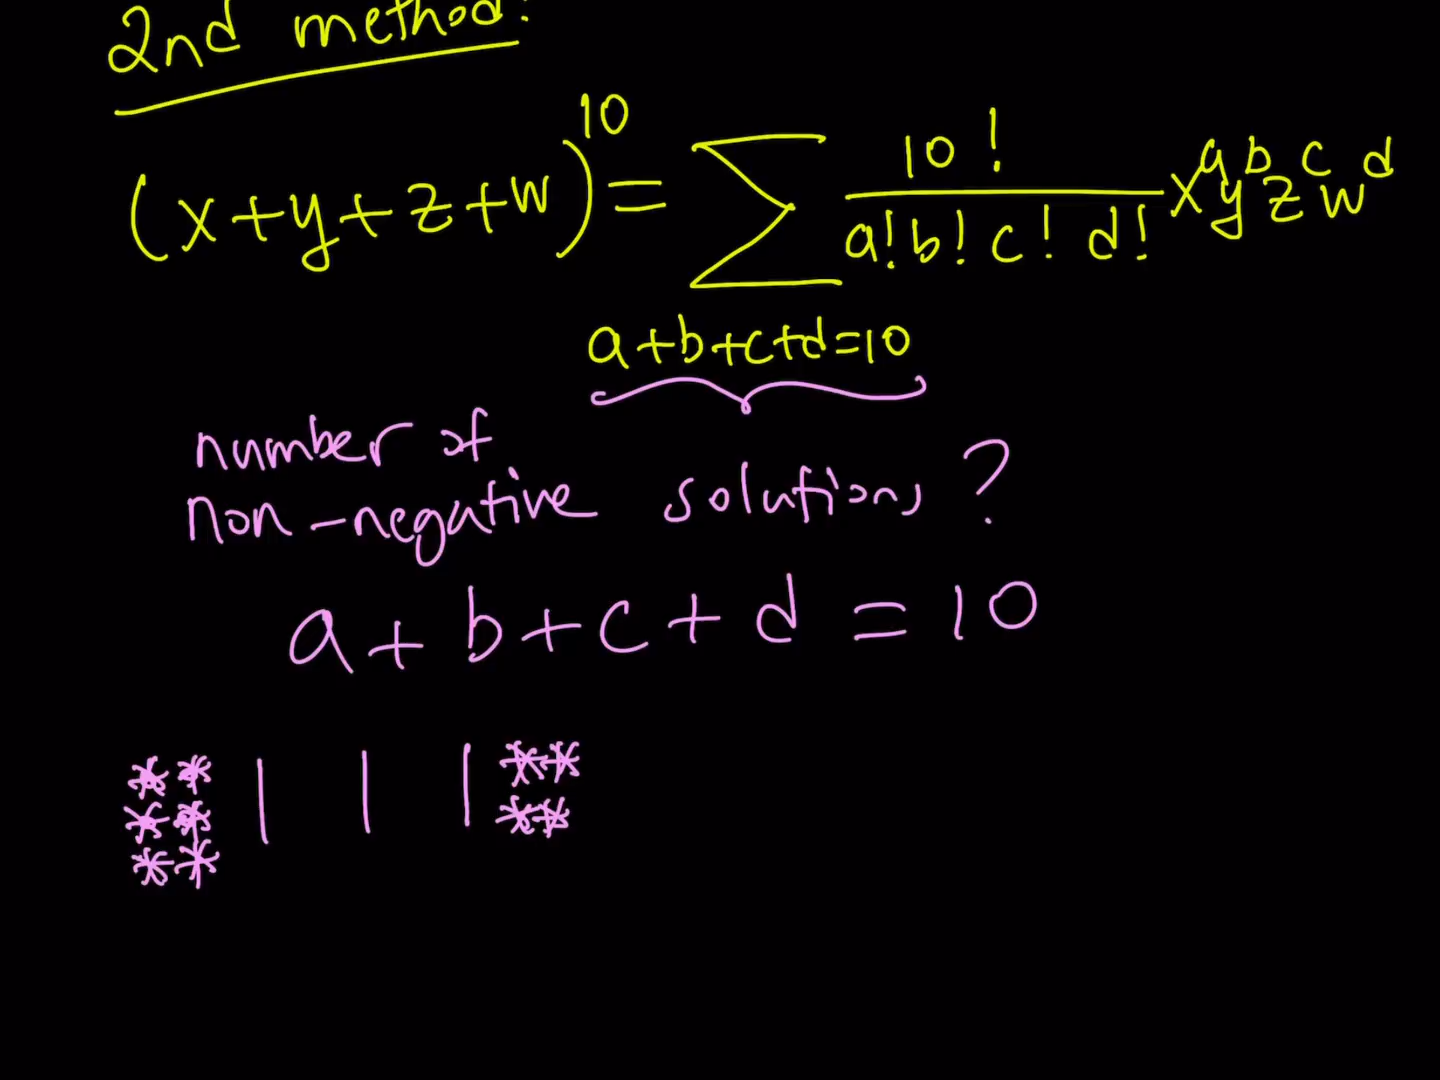 2nd method:
(x+y+z+w)^10 = ∑ 10!/(a!b!c!d!) x^a y^b z^c w^d
a+b+c+d=10
number of
non-negative solutions ?
a + b + c + d = 10
** | | | **
** **
**